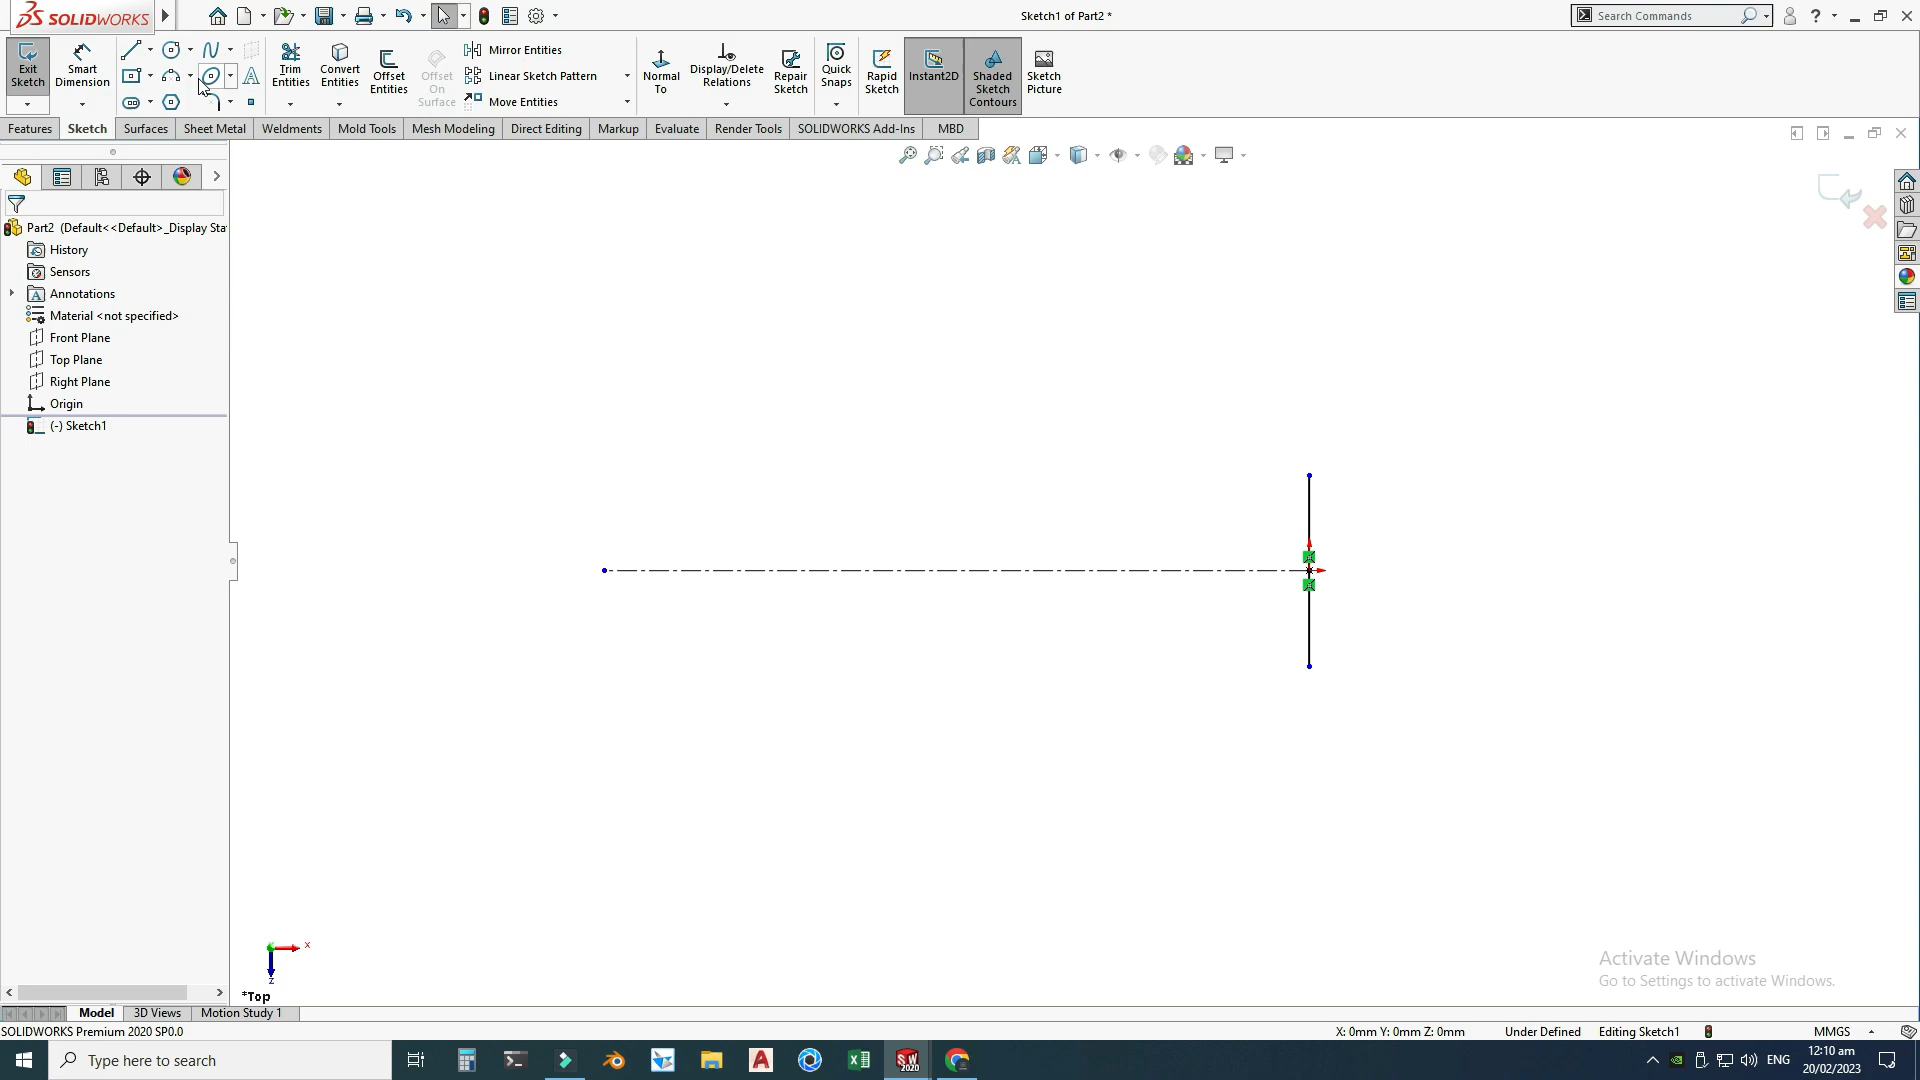 SOLIDWORKS
Sketch1 of Part2 *
Search Commands
Exit Sketch
Smart Dimension
Trim Entities
Convert Entities
Offset Entities
Offset On Surface
Mirror Entities
Linear Sketch Pattern
Move Entities
Normal To
Display/Delete Relations
Repair Sketch
Quick Snaps
Rapid Sketch
Instant2D
Shaded Sketch Contours
Sketch Picture
Features Sketch Surfaces Sheet Metal Weldments Mold Tools Mesh Modeling Direct Editing Markup Evaluate Render Tools SOLIDWORKS Add-Ins MBD
Part2 (Default<<Default>_Display Sta
History
Sensors
Annotations
Material <not specified>
Front Plane
Top Plane
Right Plane
Origin
(-) Sketch1
x
z
*Top
Activate Windows
Go to Settings to activate Windows.
Model 3D Views Motion Study 1
SOLIDWORKS Premium 2020 SP0.0
X: 0mm Y: 0mm Z: 0mm Under Defined Editing Sketch1 MMGS
Type here to search
SW
2020
ENG
12:10 am
20/02/2023